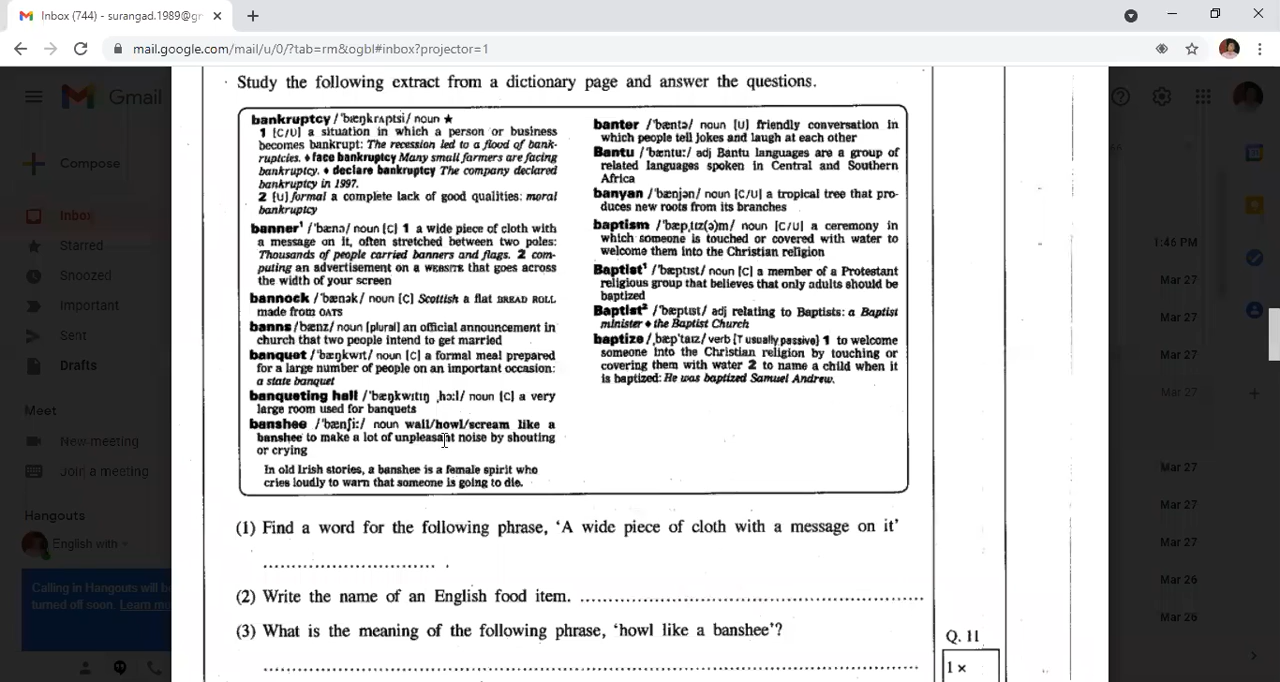 Inbox (744) - surangad.1989@gr
mail.google.com/mail/u/0/?tab=rm&ogbl#inbox?projector=1
Gmail
Compose
Inbox
Starred
Snoozed
Important
Sent
Drafts
Meet
New meeting
Join a meeting
Hangouts
English with
Calling in Hangouts will b
turned off soon. Learn mo
Study the following extract from a dictionary page and answer the questions.
bankruptcy /ˈbæŋkrʌptsi/ noun ★
1 [C/U] a situation in which a person or business
becomes bankrupt: The recession led to a flood of bank-
ruptcies. ♦ face bankruptcy Many small farmers are facing
bankruptcy. ♦ declare bankruptcy The company declared
bankruptcy in 1997.
2 [U] formal a complete lack of good qualities: moral
bankruptcy
banner¹ /ˈbænə/ noun [C] 1 a wide piece of cloth with
a message on it, often stretched between two poles:
Thousands of people carried banners and flags. 2 com-
puting an advertisement on a WEBSITE that goes across
the width of your screen
bannock /ˈbænək/ noun [C] Scottish a flat BREAD ROLL
made from OATS
banns /bænz/ noun [plural] an official announcement in
church that two people intend to get married
banquet /ˈbæŋkwɪt/ noun [C] a formal meal prepared
for a large number of people on an important occasion:
a state banquet
banqueting hall /ˈbæŋkwɪtɪŋ ˌhɔːl/ noun [C] a very
large room used for banquets
banshee /ˈbænʃiː/ noun wall/howl/scream like a
banshee to make a lot of unpleasant noise by shouting
or crying
In old Irish stories, a banshee is a female spirit who
cries loudly to warn that someone is going to die.
banter /ˈbæntə/ noun [U] friendly conversation in
which people tell jokes and laugh at each other
Bantu /ˈbæntuː/ adj Bantu languages are a group of
related languages spoken in Central and Southern
Africa
banyan /ˈbænjən/ noun [C/U] a tropical tree that pro-
duces new roots from its branches
baptism /ˈbæpˌtɪz(ə)m/ noun [C/U] a ceremony in
which someone is touched or covered with water to
welcome them into the Christian religion
Baptist¹ /ˈbæptɪst/ noun [C] a member of a Protestant
religious group that believes that only adults should be
baptized
Baptist² /ˈbæptɪst/ adj relating to Baptists: a Baptist
minister ♦ the Baptist Church
baptize /ˌbæpˈtaɪz/ verb [T usually passive] 1 to welcome
someone into the Christian religion by touching or
covering them with water 2 to name a child when it
is baptized: He was baptized Samuel Andrew.
(1) Find a word for the following phrase, 'A wide piece of cloth with a message on it'
.................................. .
(2) Write the name of an English food item. ..................................................
(3) What is the meaning of the following phrase, 'howl like a banshee'?
..................................................................................................
Q. 11
1 ×
1:46 PM
Mar 27
Mar 27
Mar 27
Mar 27
Mar 27
Mar 27
Mar 27
Mar 26
Mar 26